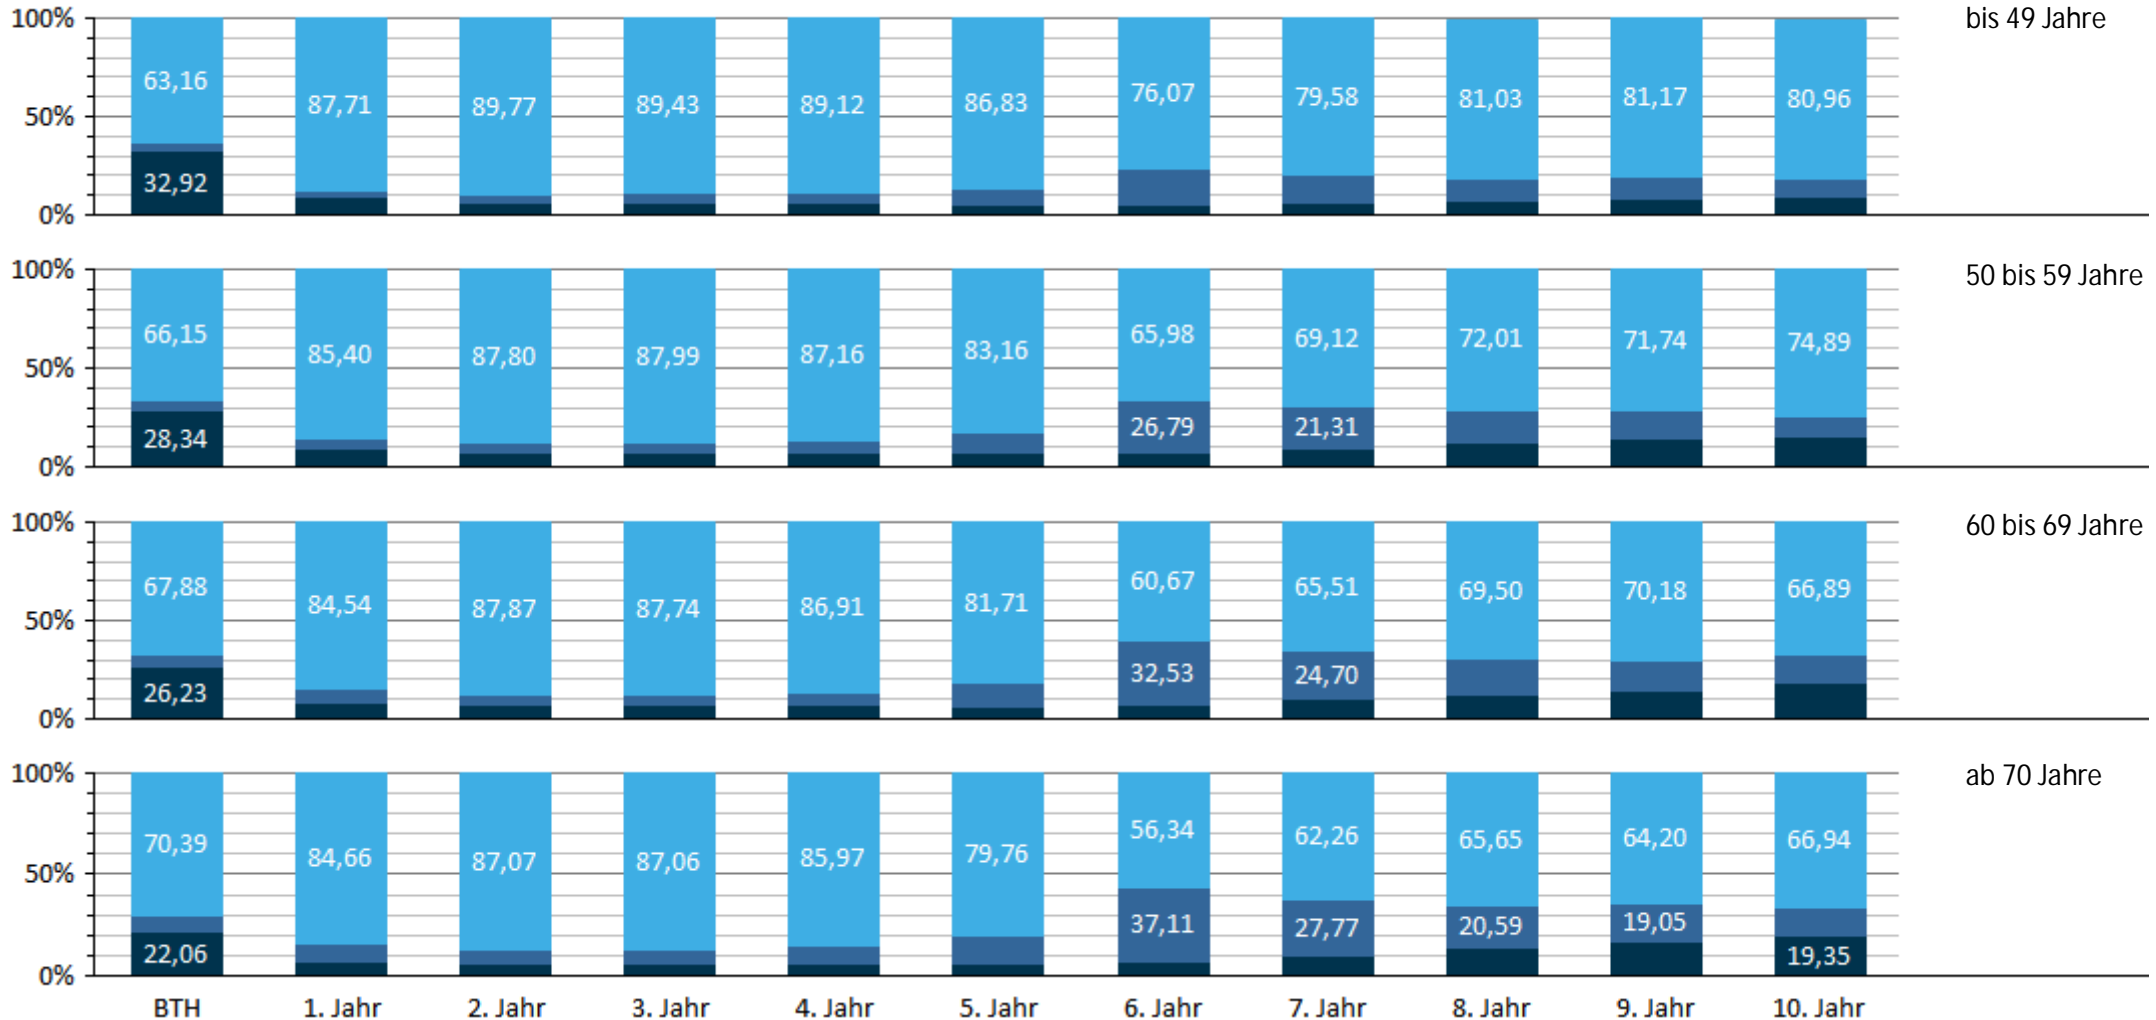 100% bis 49 Jahre
63,16 87,71 89,77 89,43 89,12 86,83 76,07 79,58 81,03 81,17 80,96
50%
32,92
0%
100% 50 bis 59 Jahre
66,15 85,40 87,80 87,99 87,16 83,16 65,98 69,12 72,01 71,74 74,89
50%
28,34 26,79 21,31
0%
100% 60 bis 69 Jahre
67,88 84,54 87,87 87,74 86,91 81,71 60,67 65,51 69,50 70,18 66,89
50%
26,23 32,53 24,70
0%
100% ab 70 Jahre
70,39 84,66 87,07 87,06 85,97 79,76 56,34 62,26 65,65 64,20 66,94
50%
22,06 37,11 27,77 20,59 19,05 19,35
0%
BTH 1. Jahr 2. Jahr 3. Jahr 4. Jahr 5. Jahr 6. Jahr 7. Jahr 8. Jahr 9. Jahr 10. Jahr